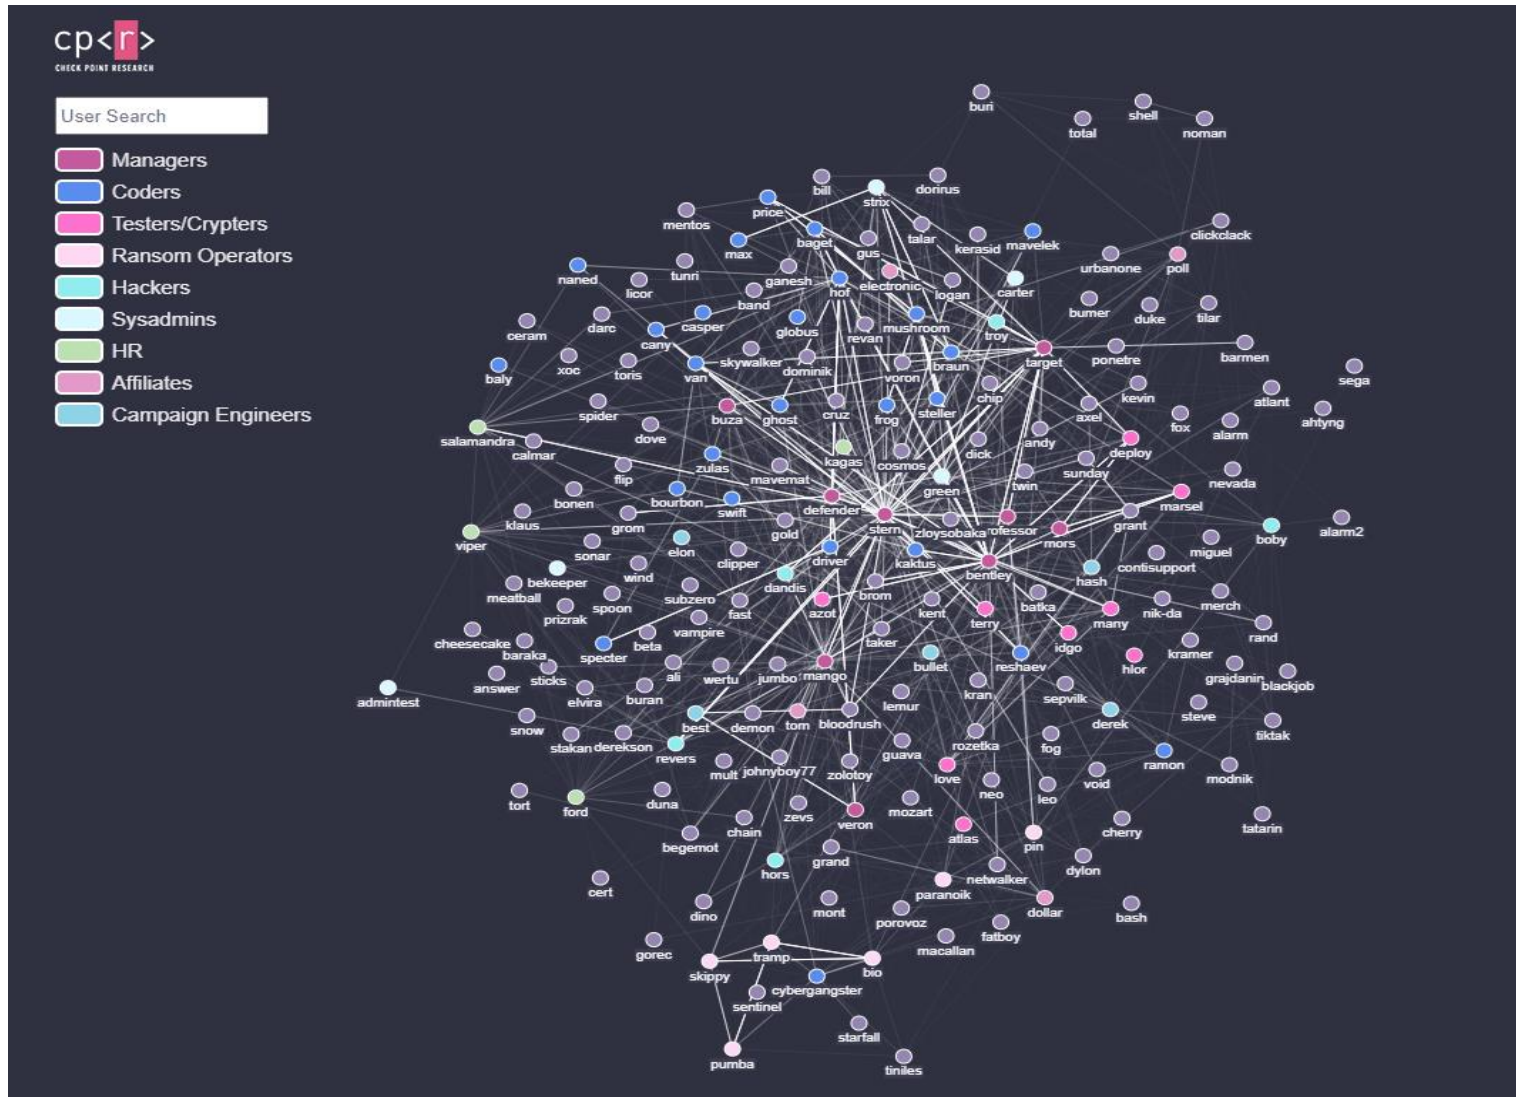 cp<r>
CHECK POINT RESEARCH
User Search
Managers
Coders
Testers/Crypters
Ransom Operators
Hackers
Sysadmins
HR
Affiliates
Campaign Engineers
buri
shell
total
noman
bill
dorirus
strix
price
mentos
clickclack
talar
baget
kerasid
mavelek
gus
max
urbanone
poll
tunri
naned
ganesh
electronic
licor
hof
logan
carter
band
bumer
duke
tilar
darc
casper
globus
mushroom
ceram
cany
revan
troy
barmen
skywalker
ponetre
target
xoc
toris
van
dominik
voron
braun
baly
sega
kevin
chip
atlant
spider
buza
ghost
cruz
frog
steller
axel
ahtyng
fox
alarm
salamandra
dove
andy
calmar
deploy
kagas
cosmos
dick
zulas
sunday
flip
mavemat
green
twin
nevada
bonen
bourbon
marsel
swift
defender
klaus
grom
grant
gold
stern
zloysobaka
rofessor
alarm2
boby
mors
viper
elon
miguel
sonar
clipper
driver
kaktus
contisupport
wind
bentley
hash
bekeeper
dandis
meatball
subzero
brom
spoon
merch
batka
prizrak
fast
azot
kent
nik-da
terry
many
vampire
rand
cheesecake
beta
taker
idgo
kramer
baraka
specter
bullet
reshaev
hlor
answer
sticks
ali
wertu
jumbo
mango
grajdanin
blackjob
kran
admintest
elvira
buran
sepvilk
lemur
steve
snow
best
demon
tom
bloodrush
derek
tiktak
stakan
derekson
rozetka
fog
revers
guava
mult
johnyboy77
zolotoy
ramon
modnik
love
void
tort
ford
duna
neo
leo
mozart
zevs
veron
tatarin
chain
cherry
begemot
atlas
pin
grand
hors
dylon
netwalker
cert
paranoik
dino
mont
dollar
bash
porovoz
fatboy
gorec
macallan
tramp
skippy
bio
cybergangster
sentinel
starfall
pumba
tiniles